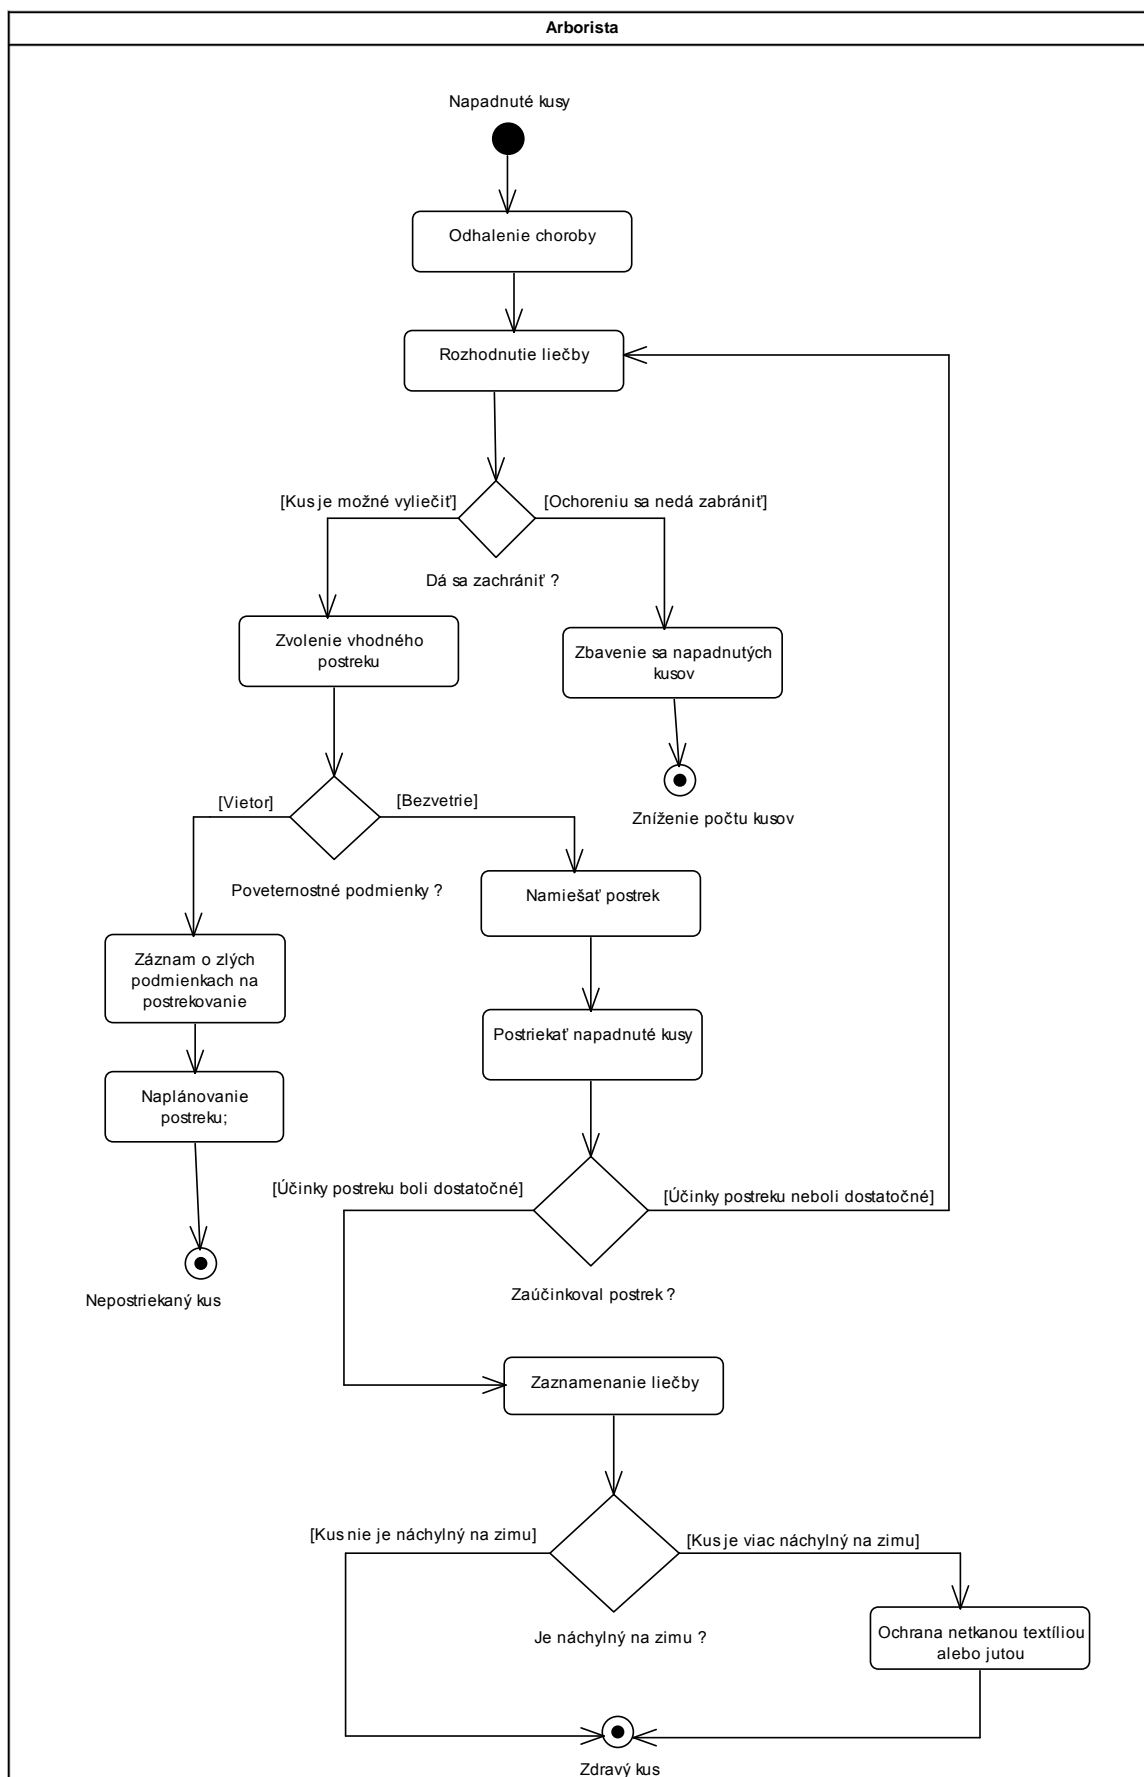 Arborista
Napadnuté kusy
Odhalenie choroby
Rozhodnutie liečby
[Kus je možné vyliečiť]
[Ochoreniu sa nedá zabrániť]
Dá sa zachrániť ?
Zvolenie vhodného
postreku
Zbavenie sa napadnutých
kusov
[Vietor]
[Bezvetrie]
Zníženie počtu kusov
Poveternostné podmienky ?
Namiešať postrek
Záznam o zlých
podmienkach na
postrekovanie
Postriekať napadnuté kusy
Naplánovanie
postreku;
[Účinky postreku boli dostatočné]
[Účinky postreku neboli dostatočné]
Nepostriekaný kus
Zaúčinkoval postrek ?
Zaznamenanie liečby
[Kus nie je náchylný na zimu]
[Kus je viac náchylný na zimu]
Je náchylný na zimu ?
Ochrana netkanou textíliou
alebo jutou
Zdravý kus